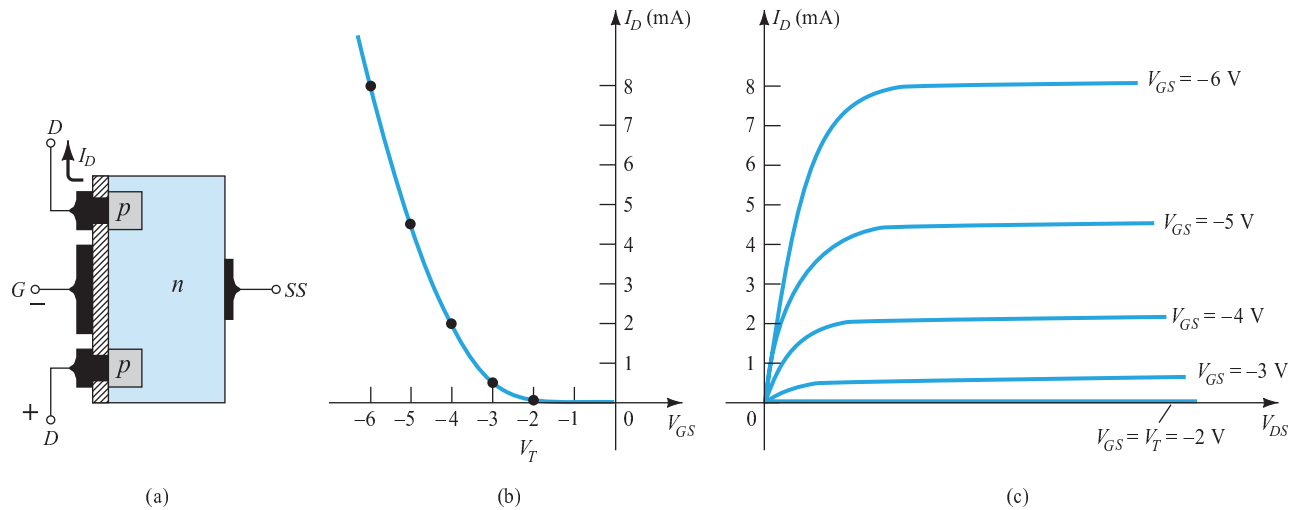 D
I_D
p
G
−
n
SS
p
+
D
(a)
I_D (mA)
8
7
6
5
4
3
2
1
−6 −5 −4 −3 −2 −1 0 V_GS
V_T
(b)
I_D (mA)
8
7
6
5
4
3
2
1
0
V_GS = −6 V
V_GS = −5 V
V_GS = −4 V
V_GS = −3 V
V_GS = V_T = −2 V
V_DS
(c)